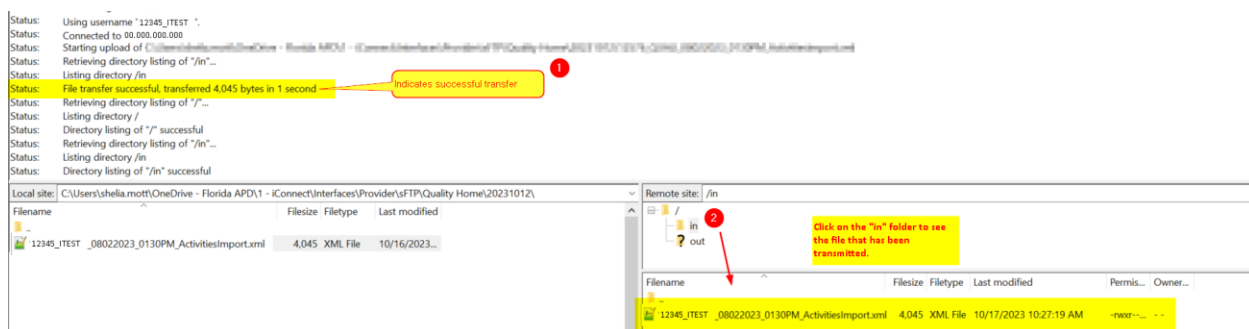 Status: Using username '12345_ITEST '.
Status: Connected to 00.000.000.000
Status: Starting upload of
Status: Retrieving directory listing of "/in"...
Status: Listing directory /in
Status: File transfer successful, transferred 4,045 bytes in 1 second
Indicates successful transfer
1
Status: Retrieving directory listing of "/"...
Status: Listing directory /
Status: Directory listing of "/" successful
Status: Retrieving directory listing of "/in"...
Status: Listing directory /in
Status: Directory listing of "/in" successful
Local site: C:\Users\shelia.mott\OneDrive - Florida APD\1 - iConnect\Interfaces\Provider\sFTP\Quality Home\20231012\
Filename Filesize Filetype Last modified
..
12345_ITEST _08022023_0130PM_ActivitiesImport.xml 4,045 XML File 10/16/2023...
Remote site: /in
/
in
? out
2
Click on the "in" folder to see
the file that has been
transmitted.
Filename Filesize Filetype Last modified Permis... Owner...
..
12345_ITEST _08022023_0130PM_ActivitiesImport.xml 4,045 XML File 10/17/2023 10:27:19 AM -rwxr--... - -